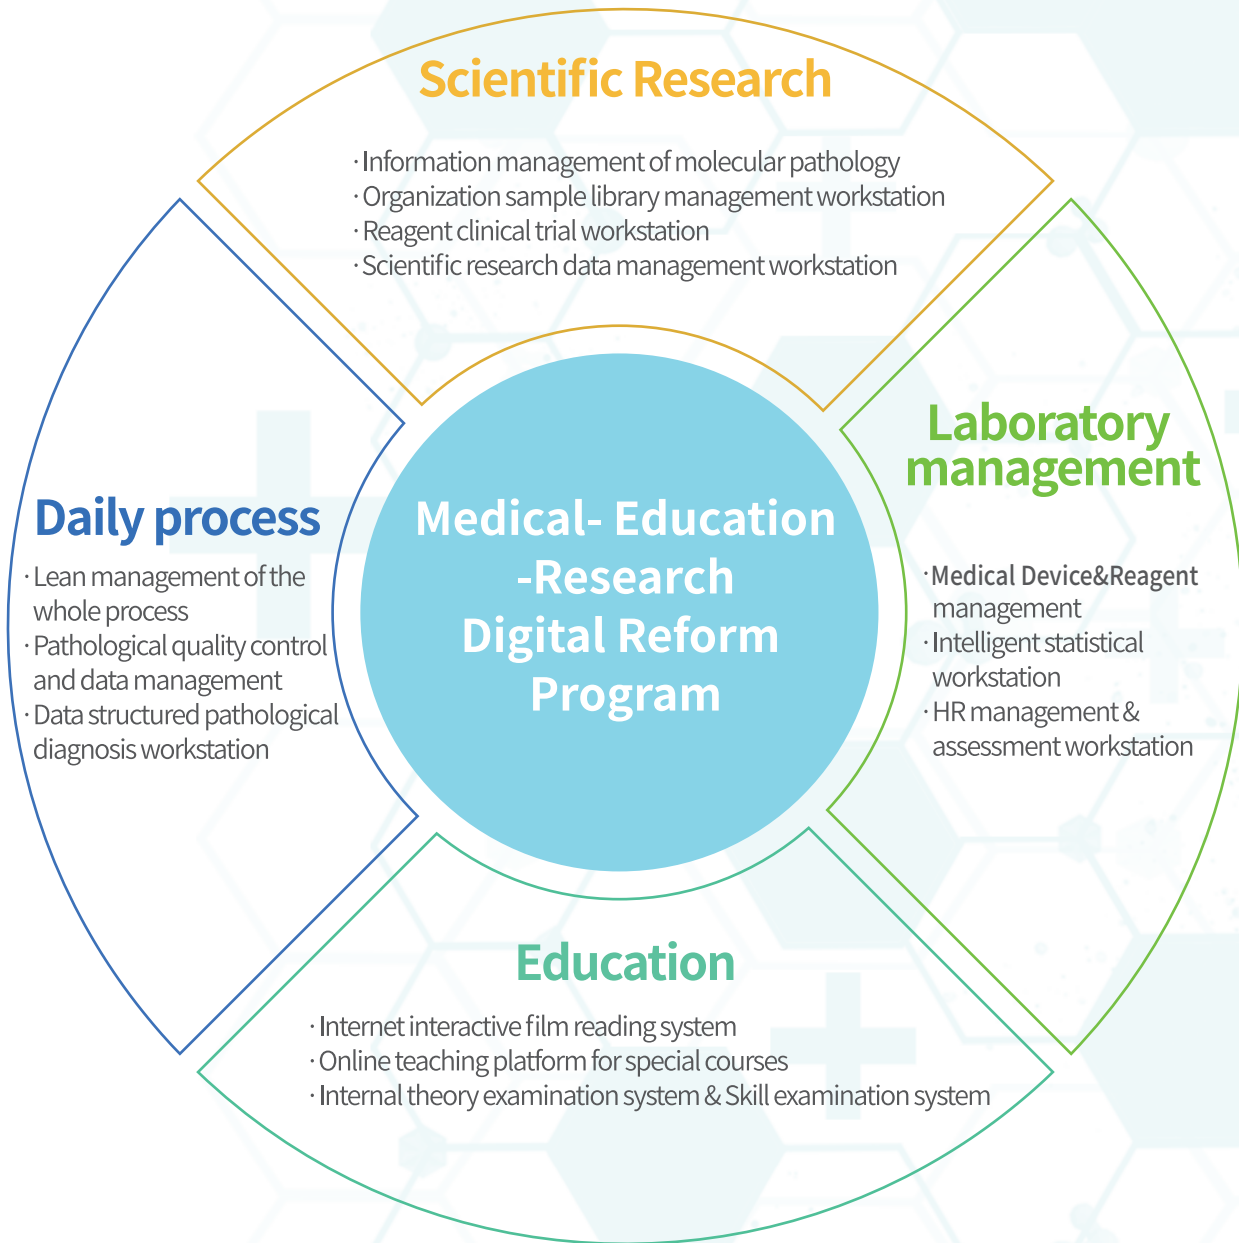 Scientific Research
· Information management of molecular pathology
· Organization sample library management workstation
· Reagent clinical trial workstation
· Scientific research data management workstation
Laboratory
management
· Medical Device&Reagent
management
· Intelligent statistical
workstation
· HR management &
assessment workstation
Daily process
· Lean management of the
whole process
· Pathological quality control
and data management
· Data structured pathological
diagnosis workstation
Medical- Education
-Research
Digital Reform
Program
Education
· Internet interactive film reading system
· Online teaching platform for special courses
· Internal theory examination system & Skill examination system